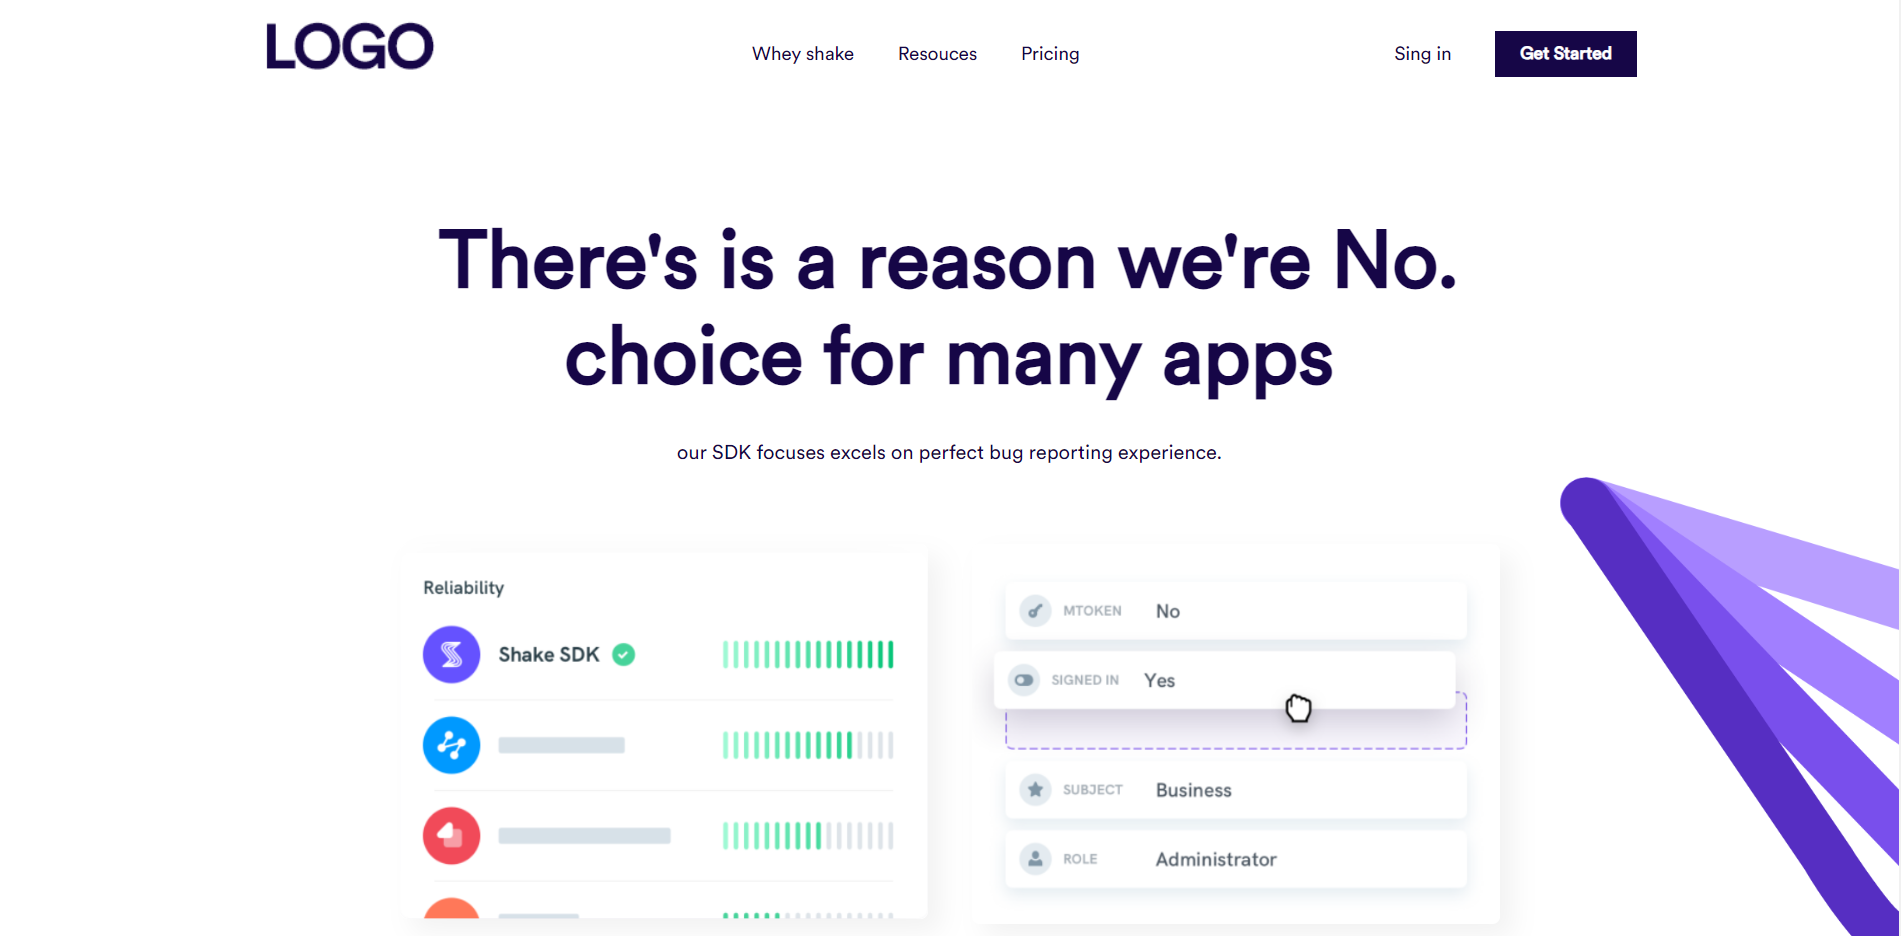 LOGO
Whey shake
Resouces
Pricing
Sing in
Get Started
There's is a reason we're No.
choice for many apps
our SDK focuses excels on perfect bug reporting experience.
Reliability
Shake SDK
MTOKEN No
SIGNED IN Yes
SUBJECT Business
ROLE Administrator